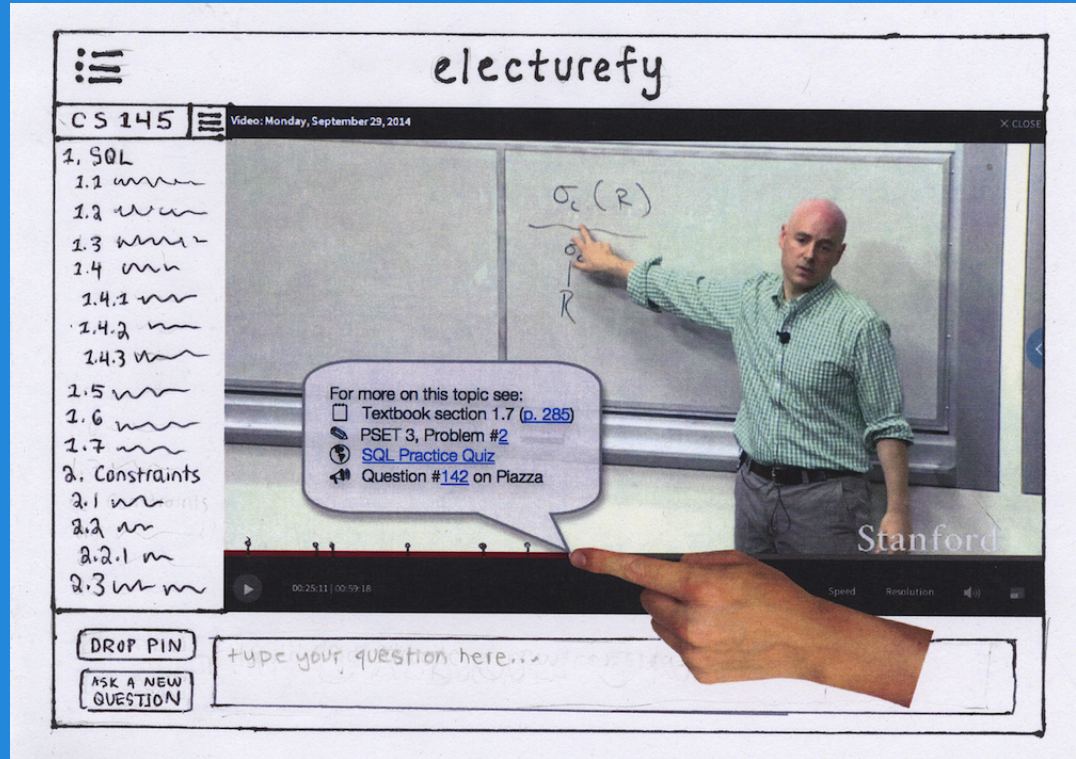 electurefy
CS 145
Video: Monday, September 29, 2014
× CLOSE
1. SQL
1.1
1.2
1.3
1.4
1.4.1
1.4.2
1.4.3
1.5
1.6
1.7
2. Constraints
2.1
2.2
2.2.1
2.3
σc (R)
σc
R
For more on this topic see:
Textbook section 1.7 (p. 285)
PSET 3, Problem #2
SQL Practice Quiz
Question #142 on Piazza
Stanford
00:25:11 | 00:59:18
Speed
Resolution
DROP PIN
type your question here...
ASK A NEW
QUESTION